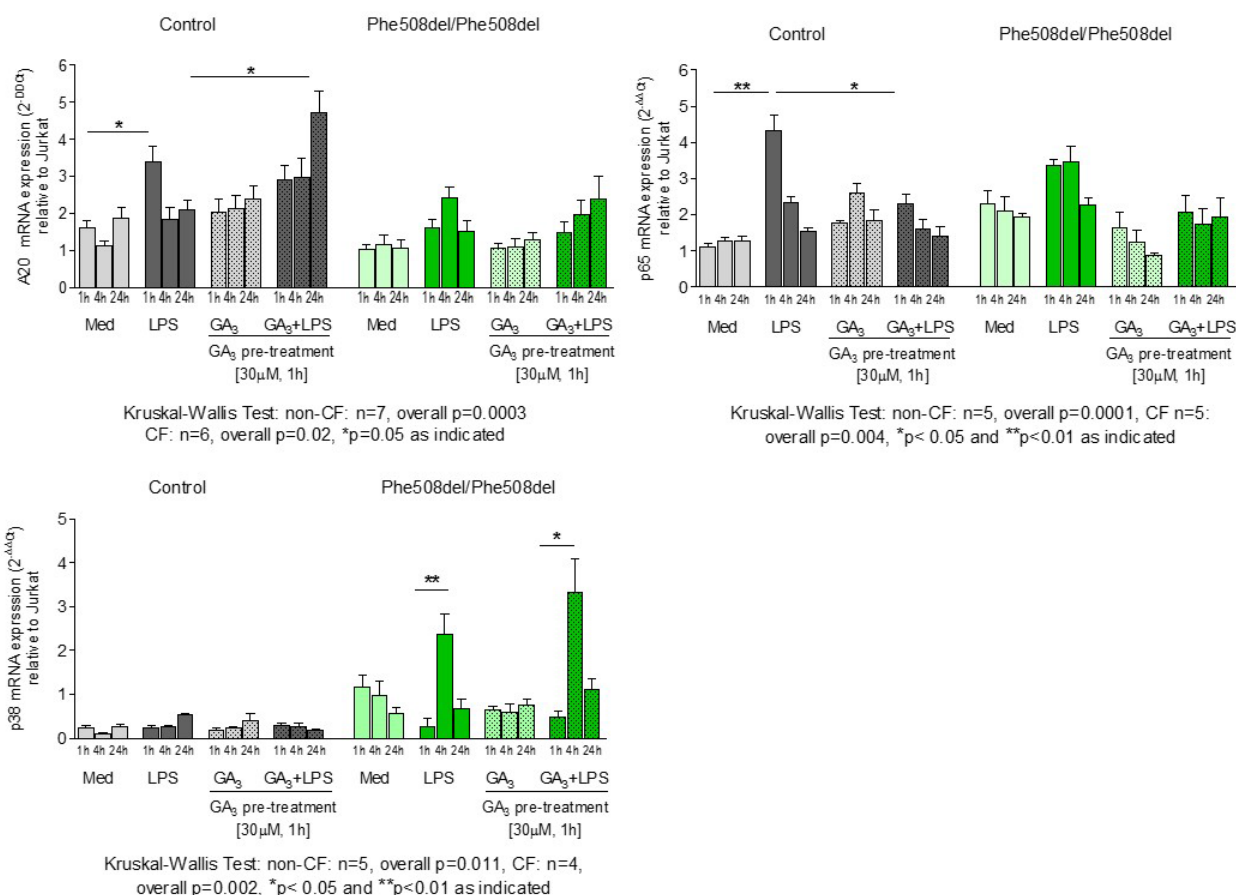 Control Phe508del/Phe508del
A20 mRNA expression (2-DDα)
relative to Jurkat
6
5
4
3
2
1
0
*
*
1h 4h 24h 1h 4h 24h 1h 4h 24h 1h 4h 24h 1h 4h 24h 1h 4h 24h 1h 4h 24h 1h 4h 24h
Med LPS GA3 GA3+LPS Med LPS GA3 GA3+LPS
GA3 pre-treatment GA3 pre-treatment
[30µM, 1h] [30µM, 1h]
Kruskal-Wallis Test: non-CF: n=7, overall p=0.0003
CF: n=6, overall p=0.02, *p=0.05 as indicated
Control Phe508del/Phe508del
p65 mRNA expression (2-ΔΔα)
relative to Jurkat
6
5
4
3
2
1
0
** *
1h 4h 24h 1h 4h 24h 1h 4h 24h 1h 4h 24h 1h 4h 24h 1h 4h 24h 1h 4h 24h 1h 4h 24h
Med LPS GA3 GA3+LPS Med LPS GA3 GA3+LPS
GA3 pre-treatment GA3 pre-treatment
[30µM, 1h] [30µM, 1h]
Kruskal-Wallis Test: non-CF: n=5, overall p=0.0001, CF n=5:
overall p=0.004, *p< 0.05 and **p<0.01 as indicated
Control Phe508del/Phe508del
p38 mRNA exprssion (2-ΔΔα)
relative to Jurkat
5
4
3
2
1
0
*
**
1h 4h 24h 1h 4h 24h 1h 4h 24h 1h 4h 24h 1h 4h 24h 1h 4h 24h 1h 4h 24h 1h 4h 24h
Med LPS GA3 GA3+LPS Med LPS GA3 GA3+LPS
GA3 pre-treatment GA3 pre-treatment
[30µM, 1h] [30µM, 1h]
Kruskal-Wallis Test: non-CF: n=5, overall p=0.011, CF: n=4,
overall p=0.002, *p< 0.05 and **p<0.01 as indicated